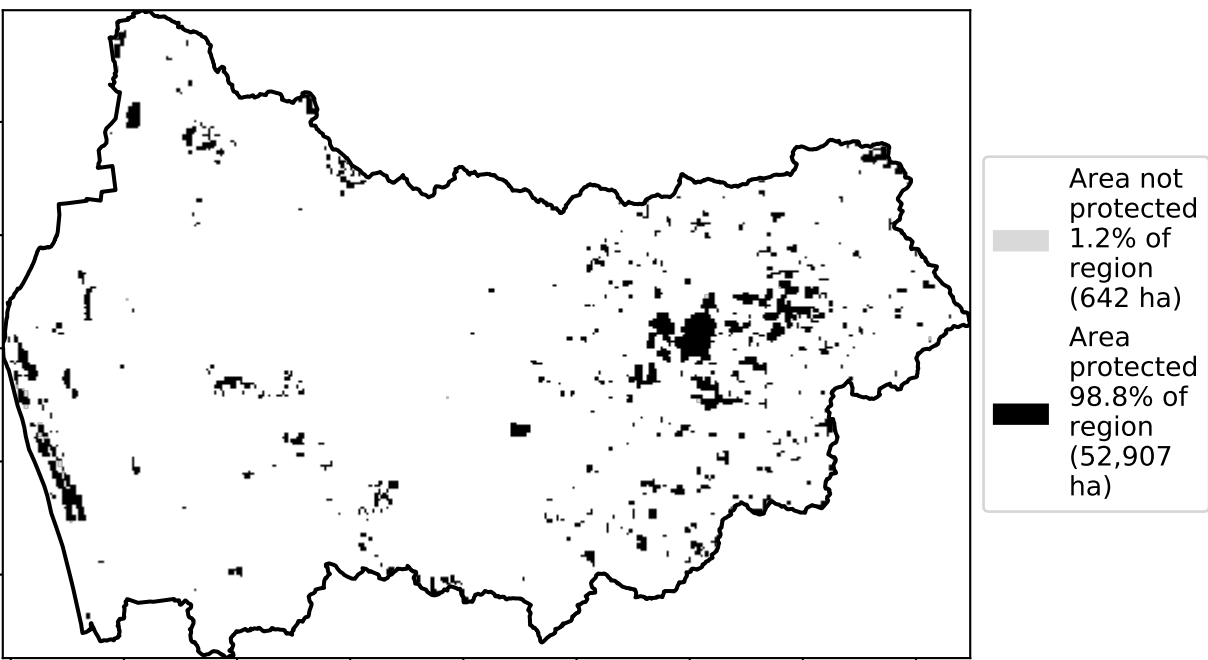 Area not
protected
1.2% of
region
(642 ha)
Area
protected
98.8% of
region
(52,907
ha)